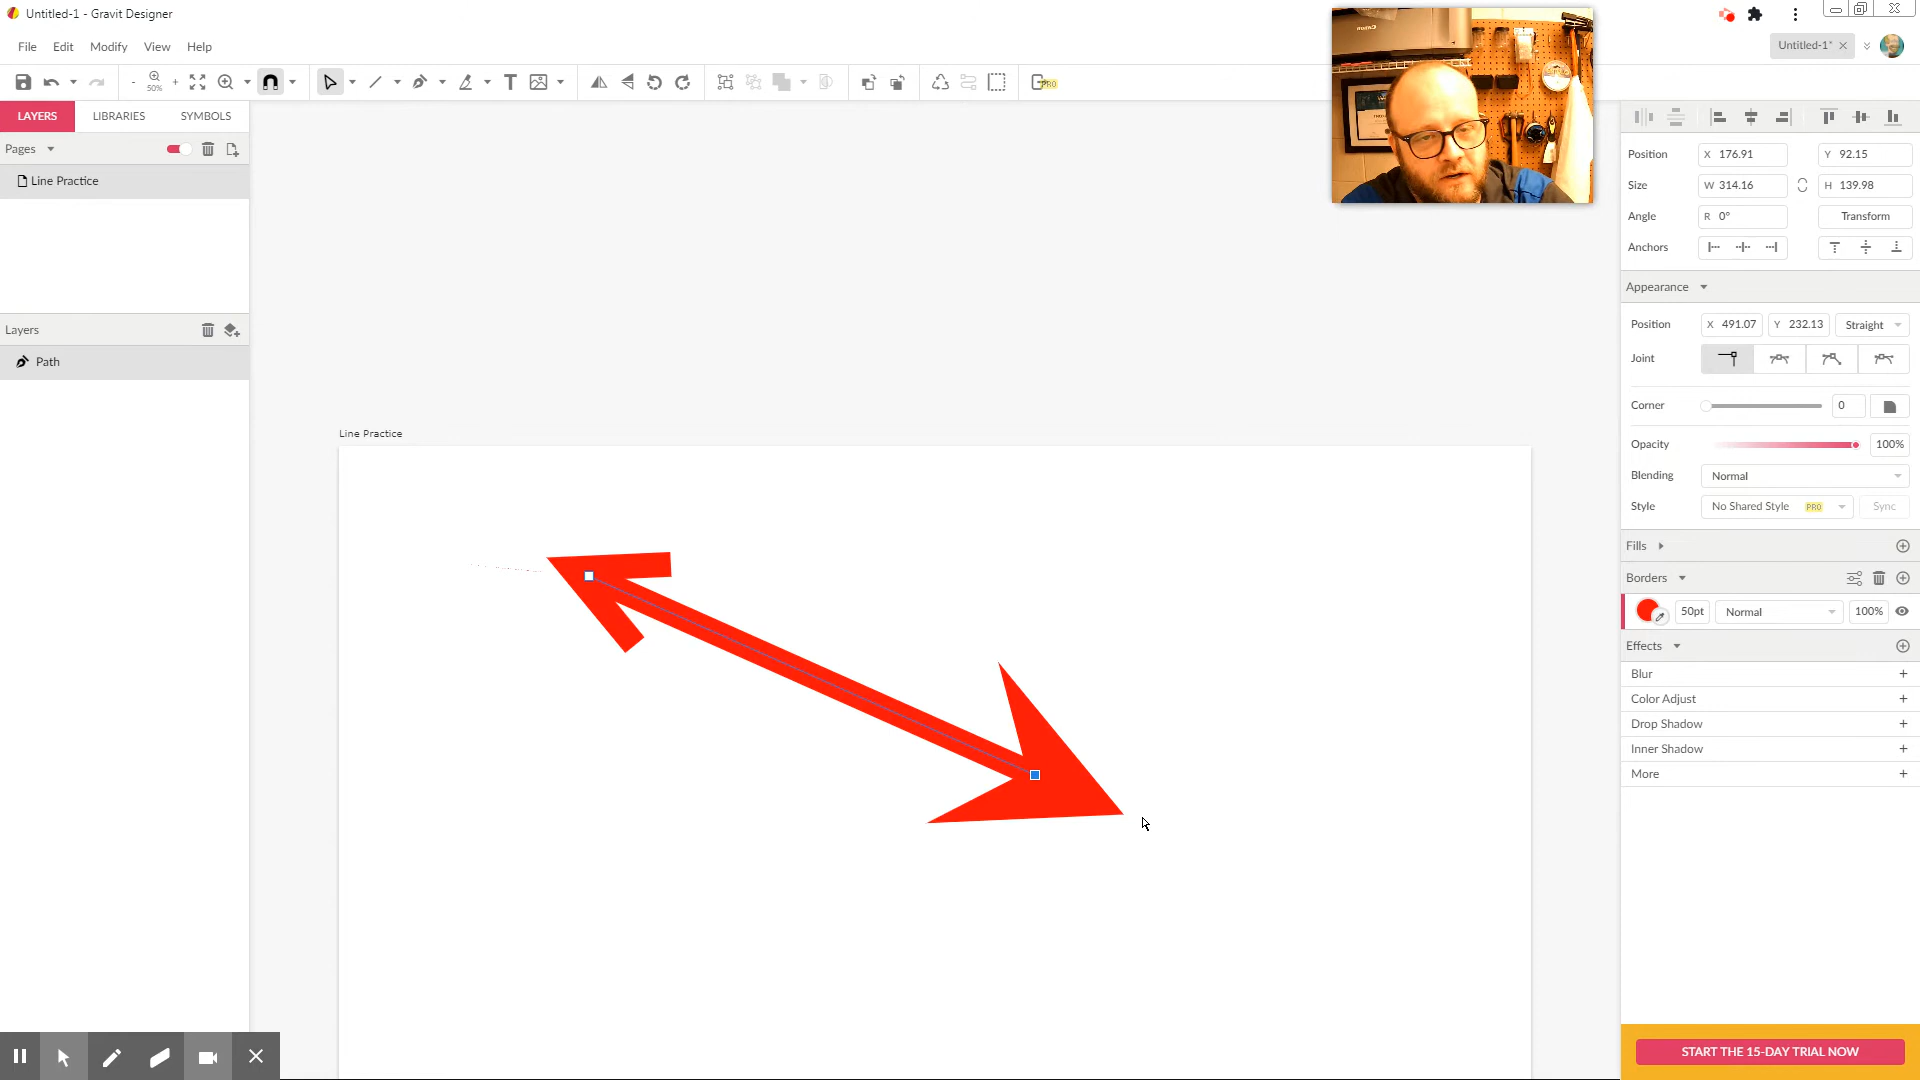 Untitled-1 - Gravit Designer
File Edit Modify View Help
Untitled-1*
- 50% +
PRO
LAYERS LIBRARIES SYMBOLS
Pages
Line Practice
Layers
Path
Line Practice
Position X 176.91 Y 92.15
Size W 314.16 H 139.98
Angle R 0° Transform
Anchors
Appearance
Position X 491.07 Y 232.13 Straight
Joint
Corner 0
Opacity 100%
Blending Normal
Style No Shared Style PRO Sync
Fills
Borders
50pt Normal 100%
Effects
Blur +
Color Adjust +
Drop Shadow +
Inner Shadow +
More +
START THE 15-DAY TRIAL NOW